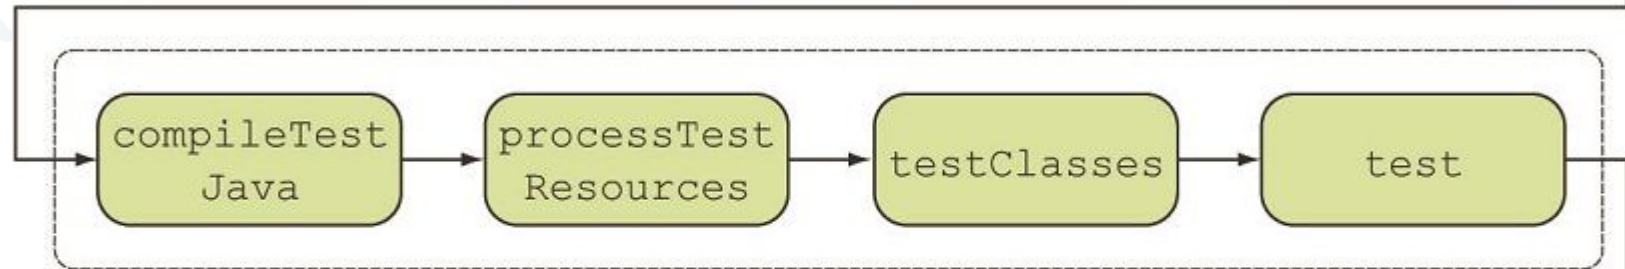 compileTest
Java
processTest
Resources
testClasses
test